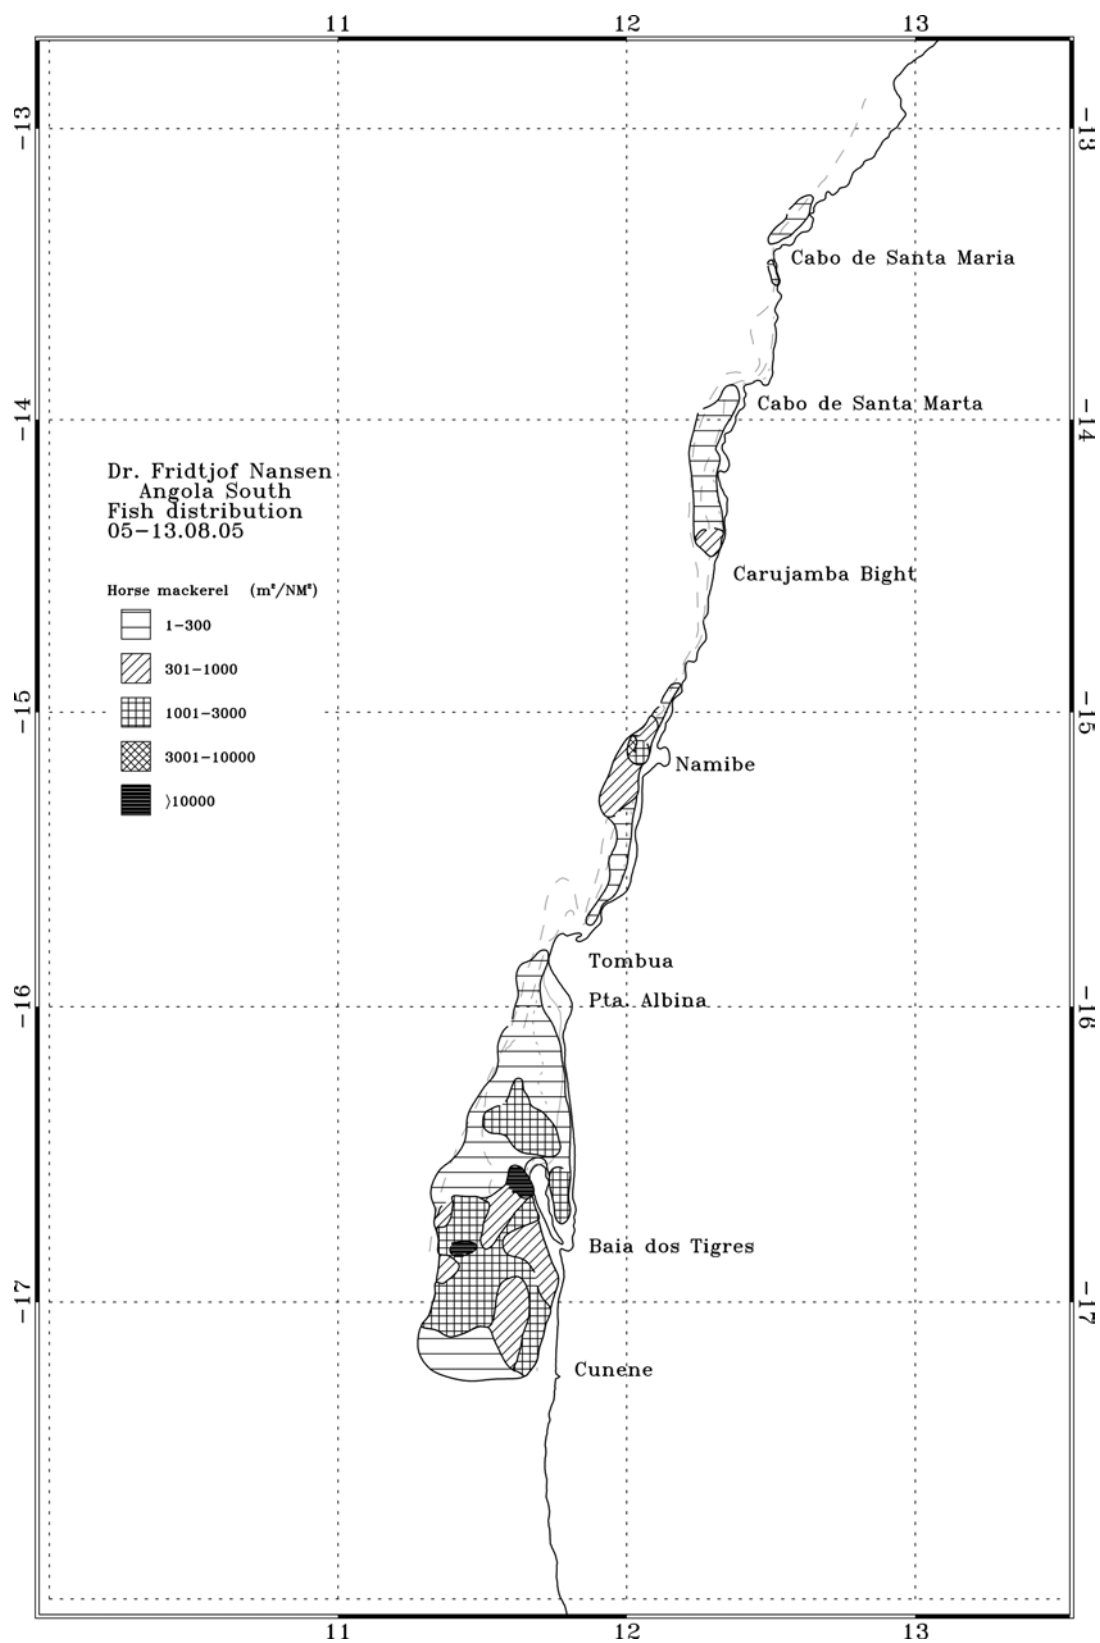 11 12 13
-13 -13
Cabo de Santa Maria
Cabo de Santa Marta
-14 -14
Dr. Fridtjof Nansen
Angola South
Fish distribution
05-13.08.05
Carujamba Bight
Horse mackerel (m²/NM²)
1-300
301-1000
1001-3000
-15 -15
3001-10000
Namibe
>10000
Tombua
Pta. Albina
-16 -16
Baia dos Tigres
-17 -17
Cunene
11 12 13